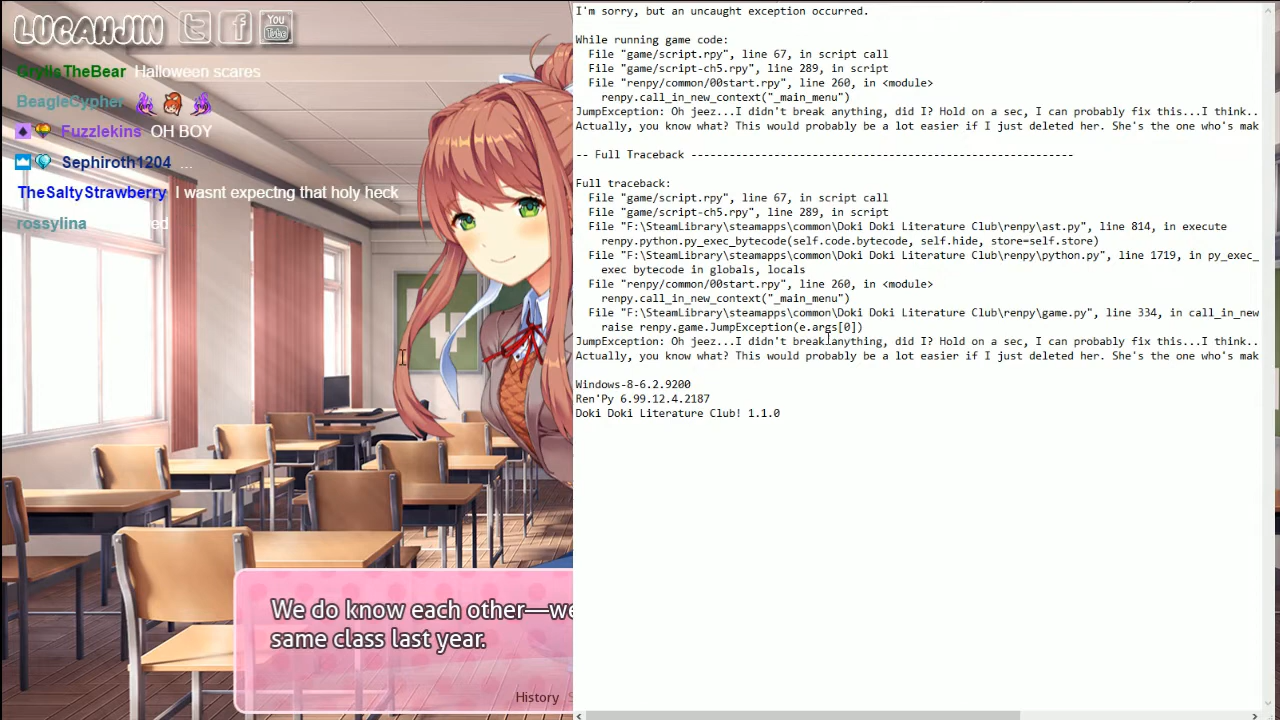 LUCAHJIN
You Tube
GryllsTheBear Halloween scares
BeagleCypher
Fuzzlekins OH BOY
Sephiroth1204 ...
TheSaltyStrawberry I wasnt expectng that holy heck
rossylina
We do know each other—we
same class last year.
History
I'm sorry, but an uncaught exception occurred.
While running game code:
File "game/script.rpy", line 67, in script call
File "game/script-ch5.rpy", line 289, in script
File "renpy/common/00start.rpy", line 260, in <module>
renpy.call_in_new_context("_main_menu")
JumpException: Oh jeez...I didn't break anything, did I? Hold on a sec, I can probably fix this...I think..
Actually, you know what? This would probably be a lot easier if I just deleted her. She's the one who's mak
-- Full Traceback ------------------------------------------------------------
Full traceback:
File "game/script.rpy", line 67, in script call
File "game/script-ch5.rpy", line 289, in script
File "F:\SteamLibrary\steamapps\common\Doki Doki Literature Club\renpy\ast.py", line 814, in execute
renpy.python.py_exec_bytecode(self.code.bytecode, self.hide, store=self.store)
File "F:\SteamLibrary\steamapps\common\Doki Doki Literature Club\renpy\python.py", line 1719, in py_exec_
exec bytecode in globals, locals
File "renpy/common/00start.rpy", line 260, in <module>
renpy.call_in_new_context("_main_menu")
File "F:\SteamLibrary\steamapps\common\Doki Doki Literature Club\renpy\game.py", line 334, in call_in_new
raise renpy.game.JumpException(e.args[0])
JumpException: Oh jeez...I didn't break anything, did I? Hold on a sec, I can probably fix this...I think..
Actually, you know what? This would probably be a lot easier if I just deleted her. She's the one who's mak
Windows-8-6.2.9200
Ren'Py 6.99.12.4.2187
Doki Doki Literature Club! 1.1.0